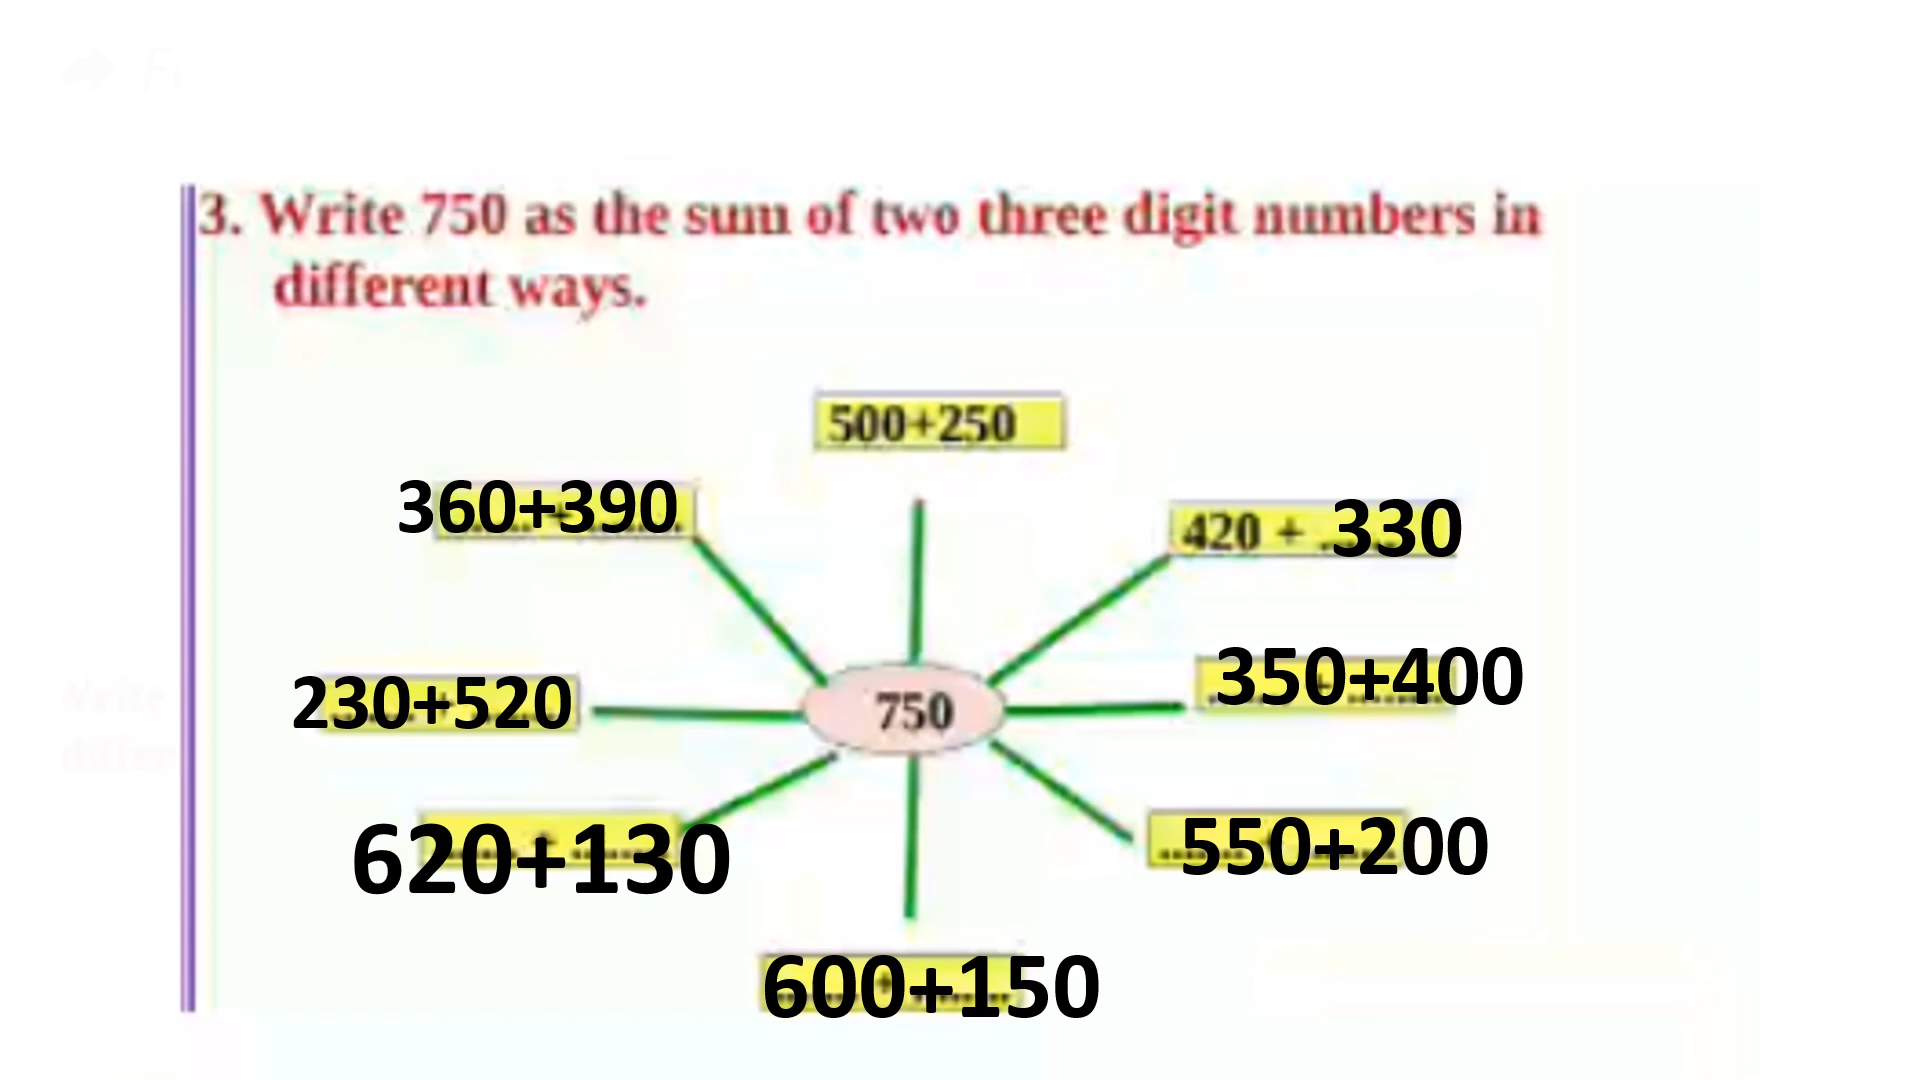 3. Write 750 as the sum of two three digit numbers in
different ways.
500+250
360+390
420 + 330
230+520
750
350+400
620+130
550+200
600+150